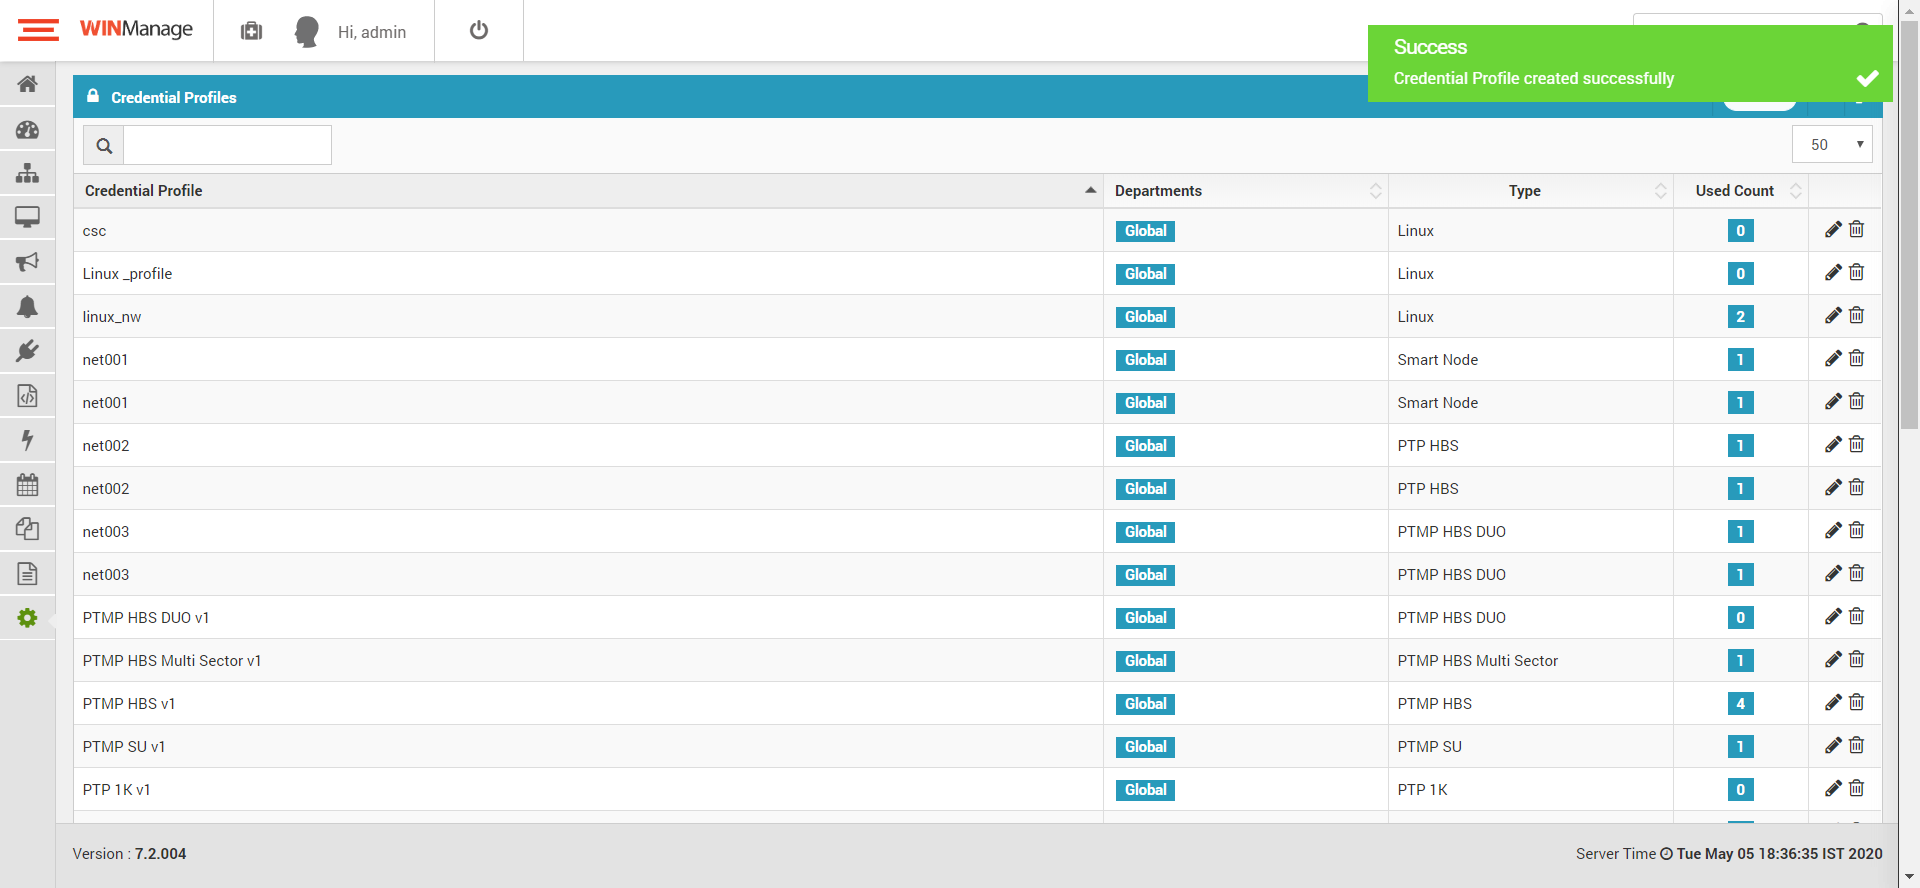 WINManage
Hi, admin
Success
Credential Profile created successfully
Credential Profiles
50
Credential Profile Departments Type Used Count
csc Global Linux 0
Linux _profile Global Linux 0
linux_nw Global Linux 2
net001 Global Smart Node 1
net001 Global Smart Node 1
net002 Global PTP HBS 1
net002 Global PTP HBS 1
net003 Global PTMP HBS DUO 1
net003 Global PTMP HBS DUO 1
PTMP HBS DUO v1 Global PTMP HBS DUO 0
PTMP HBS Multi Sector v1 Global PTMP HBS Multi Sector 1
PTMP HBS v1 Global PTMP HBS 4
PTMP SU v1 Global PTMP SU 1
PTP 1K v1 Global PTP 1K 0
Version : 7.2.004
Server Time Tue May 05 18:36:35 IST 2020